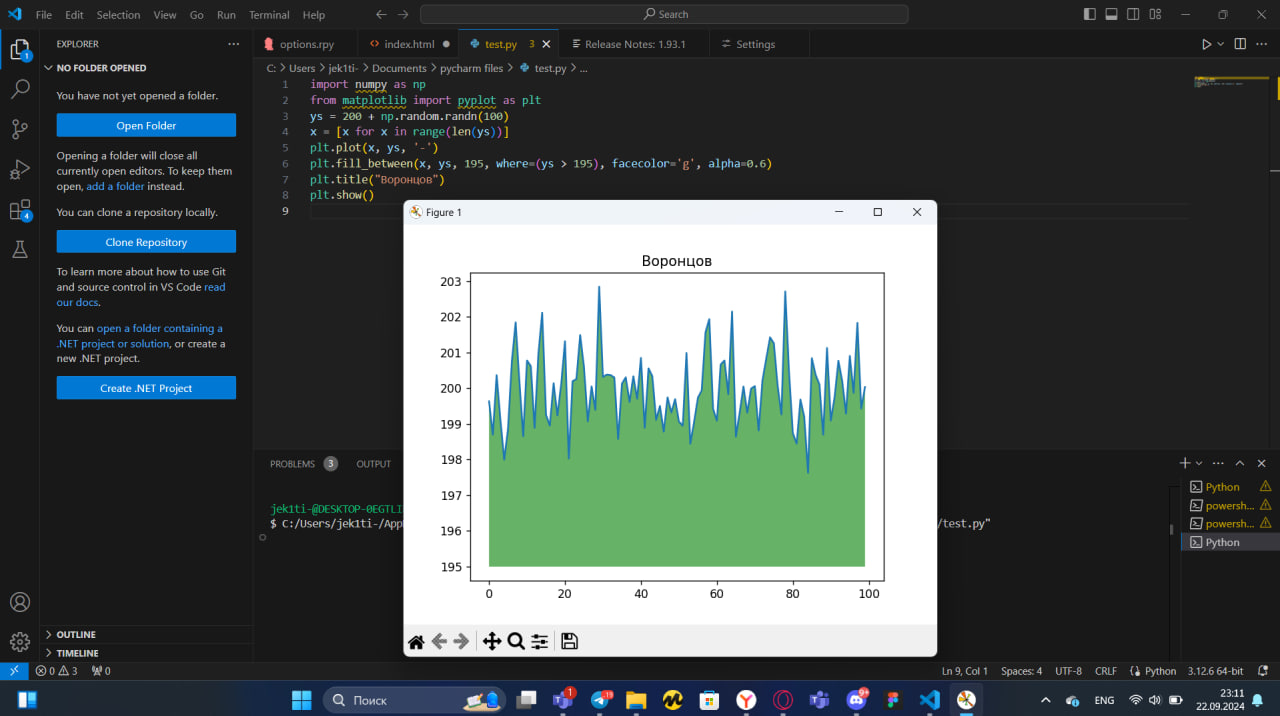 File Edit Selection View Go Run Terminal Help
Search
EXPLORER
options.rpy
index.html
test.py 3
Release Notes: 1.93.1
Settings
NO FOLDER OPENED
C: > Users > jek1ti- > Documents > pycharm files > test.py > ...
You have not yet opened a folder.
Open Folder
Opening a folder will close all
currently open editors. To keep them
open, add a folder instead.
You can clone a repository locally.
Clone Repository
To learn more about how to use Git
and source control in VS Code read
our docs.
You can open a folder containing a
.NET project or solution, or create a
new .NET project.
Create .NET Project
OUTLINE
TIMELINE
1 import numpy as np
2 from matplotlib import pyplot as plt
3 ys = 200 + np.random.randn(100)
4 x = [x for x in range(len(ys))]
5 plt.plot(x, ys, '-')
6 plt.fill_between(x, ys, 195, where=(ys > 195), facecolor='g', alpha=0.6)
7 plt.title("Воронцов")
8 plt.show()
9
Figure 1
Воронцов
203
202
201
200
199
198
197
196
195
0 20 40 60 80 100
PROBLEMS 3 OUTPUT
jek1ti-@DESKTOP-0EGTLI
$ C:/Users/jek1ti-/App
/test.py"
Python
powersh...
powersh...
Python
1
4
0 3 0
Ln 9, Col 1 Spaces: 4 UTF-8 CRLF Python 3.12.6 64-bit
Поиск
1
19
9+
ENG
23:11
22.09.2024